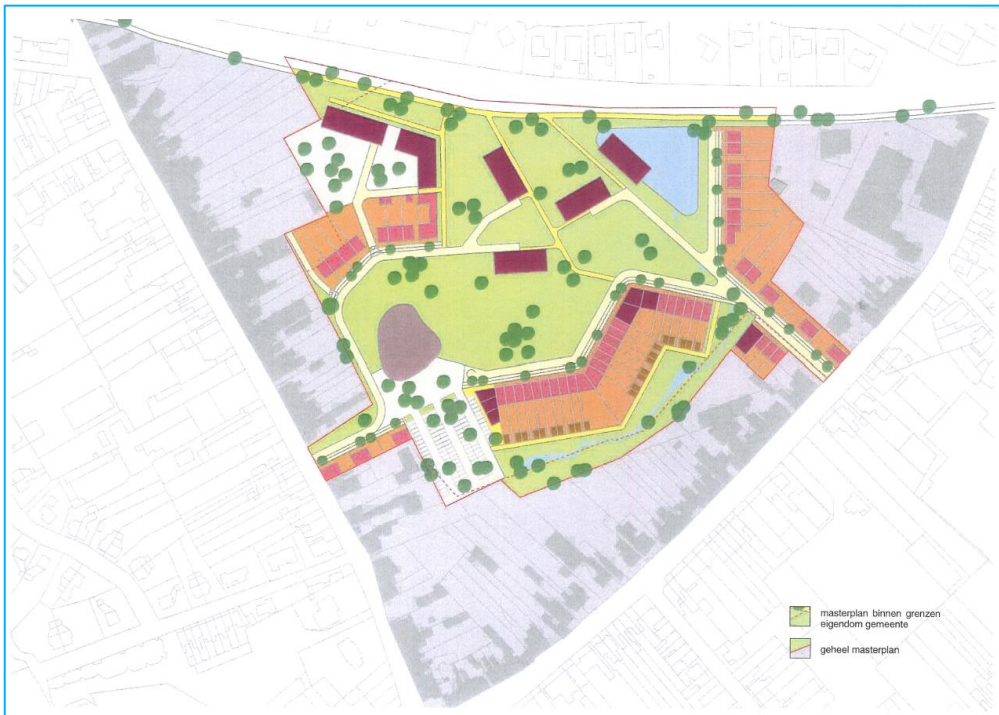 masterplan binnen grenzen
eigendom gemeente
geheel masterplan